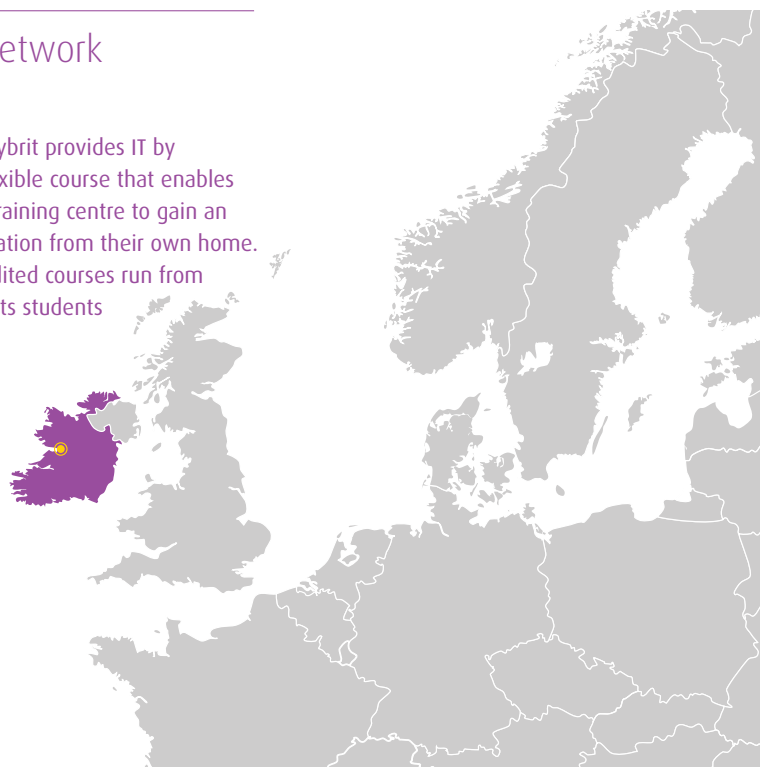 etwork
ybrit provides IT by
xible course that enables
raining centre to gain an
ation from their own home.
lited courses run from
ts students